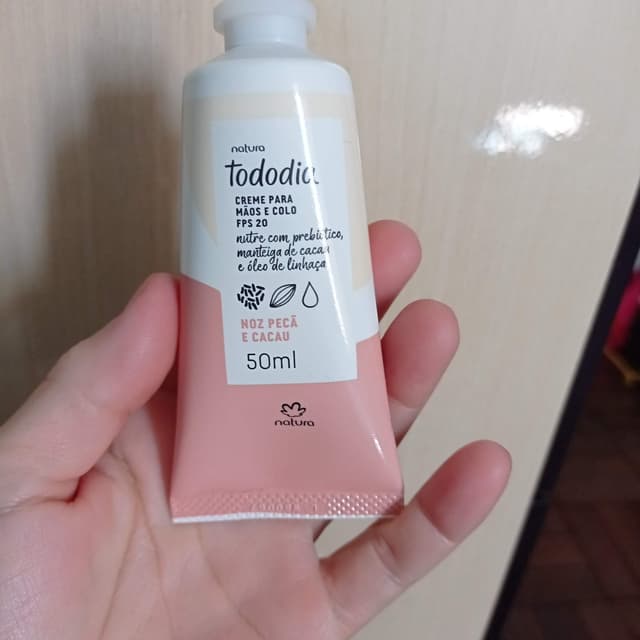 natura
tododia
CREME PARA
MÃOS E COLO
FPS 20
nutre com prebiótico,
manteiga de cacau
e óleo de linhaça
NOZ PECÃ
E CACAU
50ml
natura